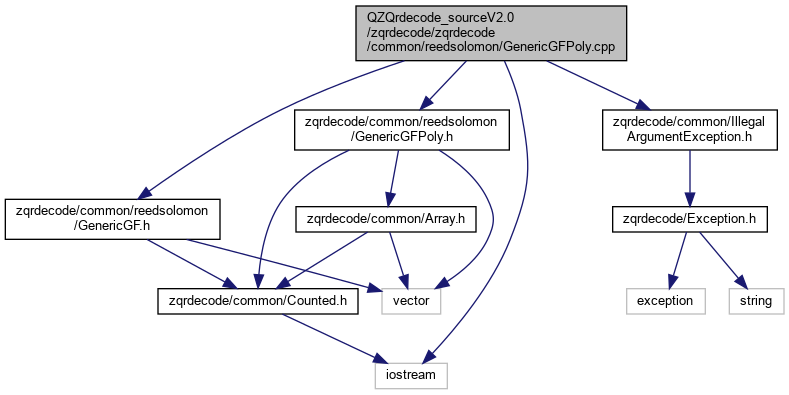 QZQrdecode_sourceV2.0
/zqrdecode/zqrdecode
/common/reedsolomon/GenericGFPoly.cpp
zqrdecode/common/reedsolomon
/GenericGFPoly.h
zqrdecode/common/Illegal
ArgumentException.h
zqrdecode/common/reedsolomon
/GenericGF.h
zqrdecode/common/Array.h
zqrdecode/Exception.h
zqrdecode/common/Counted.h
vector
exception
string
iostream